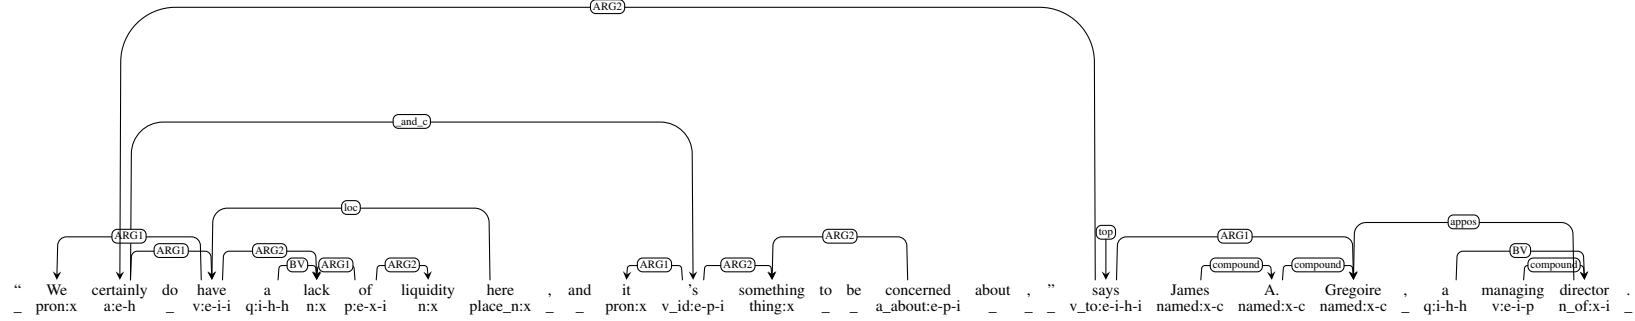 ARG2
_and_c
loc
appos
top
ARG1 ARG2 ARG1
ARG1 ARG2 BV
BV ARG1 ARG2 ARG1 ARG2 compound compound compound
“ We certainly do have a lack of liquidity here , and it 's something to be concerned about , ” says James A. Gregoire , a managing director .
_ pron:x a:e-h _ v:e-i-i q:i-h-h n:x p:e-x-i n:x place_n:x _ _ pron:x v_id:e-p-i thing:x _ _ a_about:e-p-i _ _ _ v_to:e-i-h-i named:x-c named:x-c named:x-c _ q:i-h-h v:e-i-p n_of:x-i _